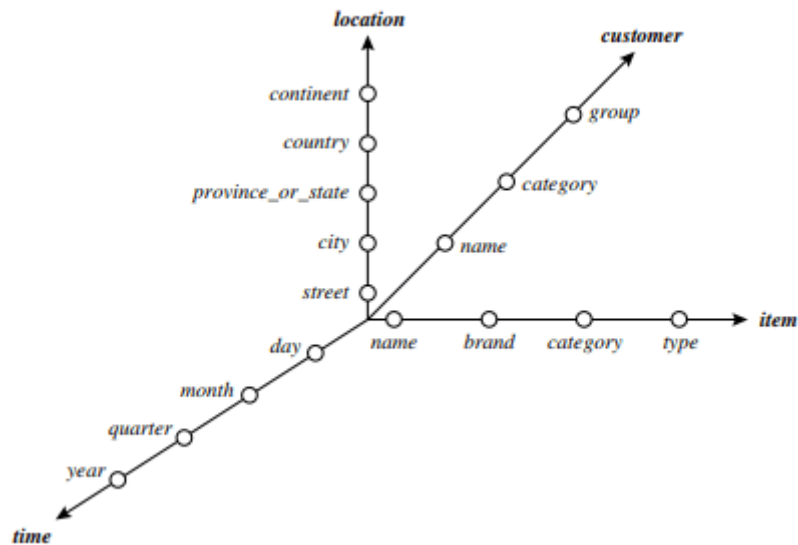 location
customer
continent
group
country
category
province_or_state
city
name
street
item
name
brand
category
type
day
month
quarter
year
time